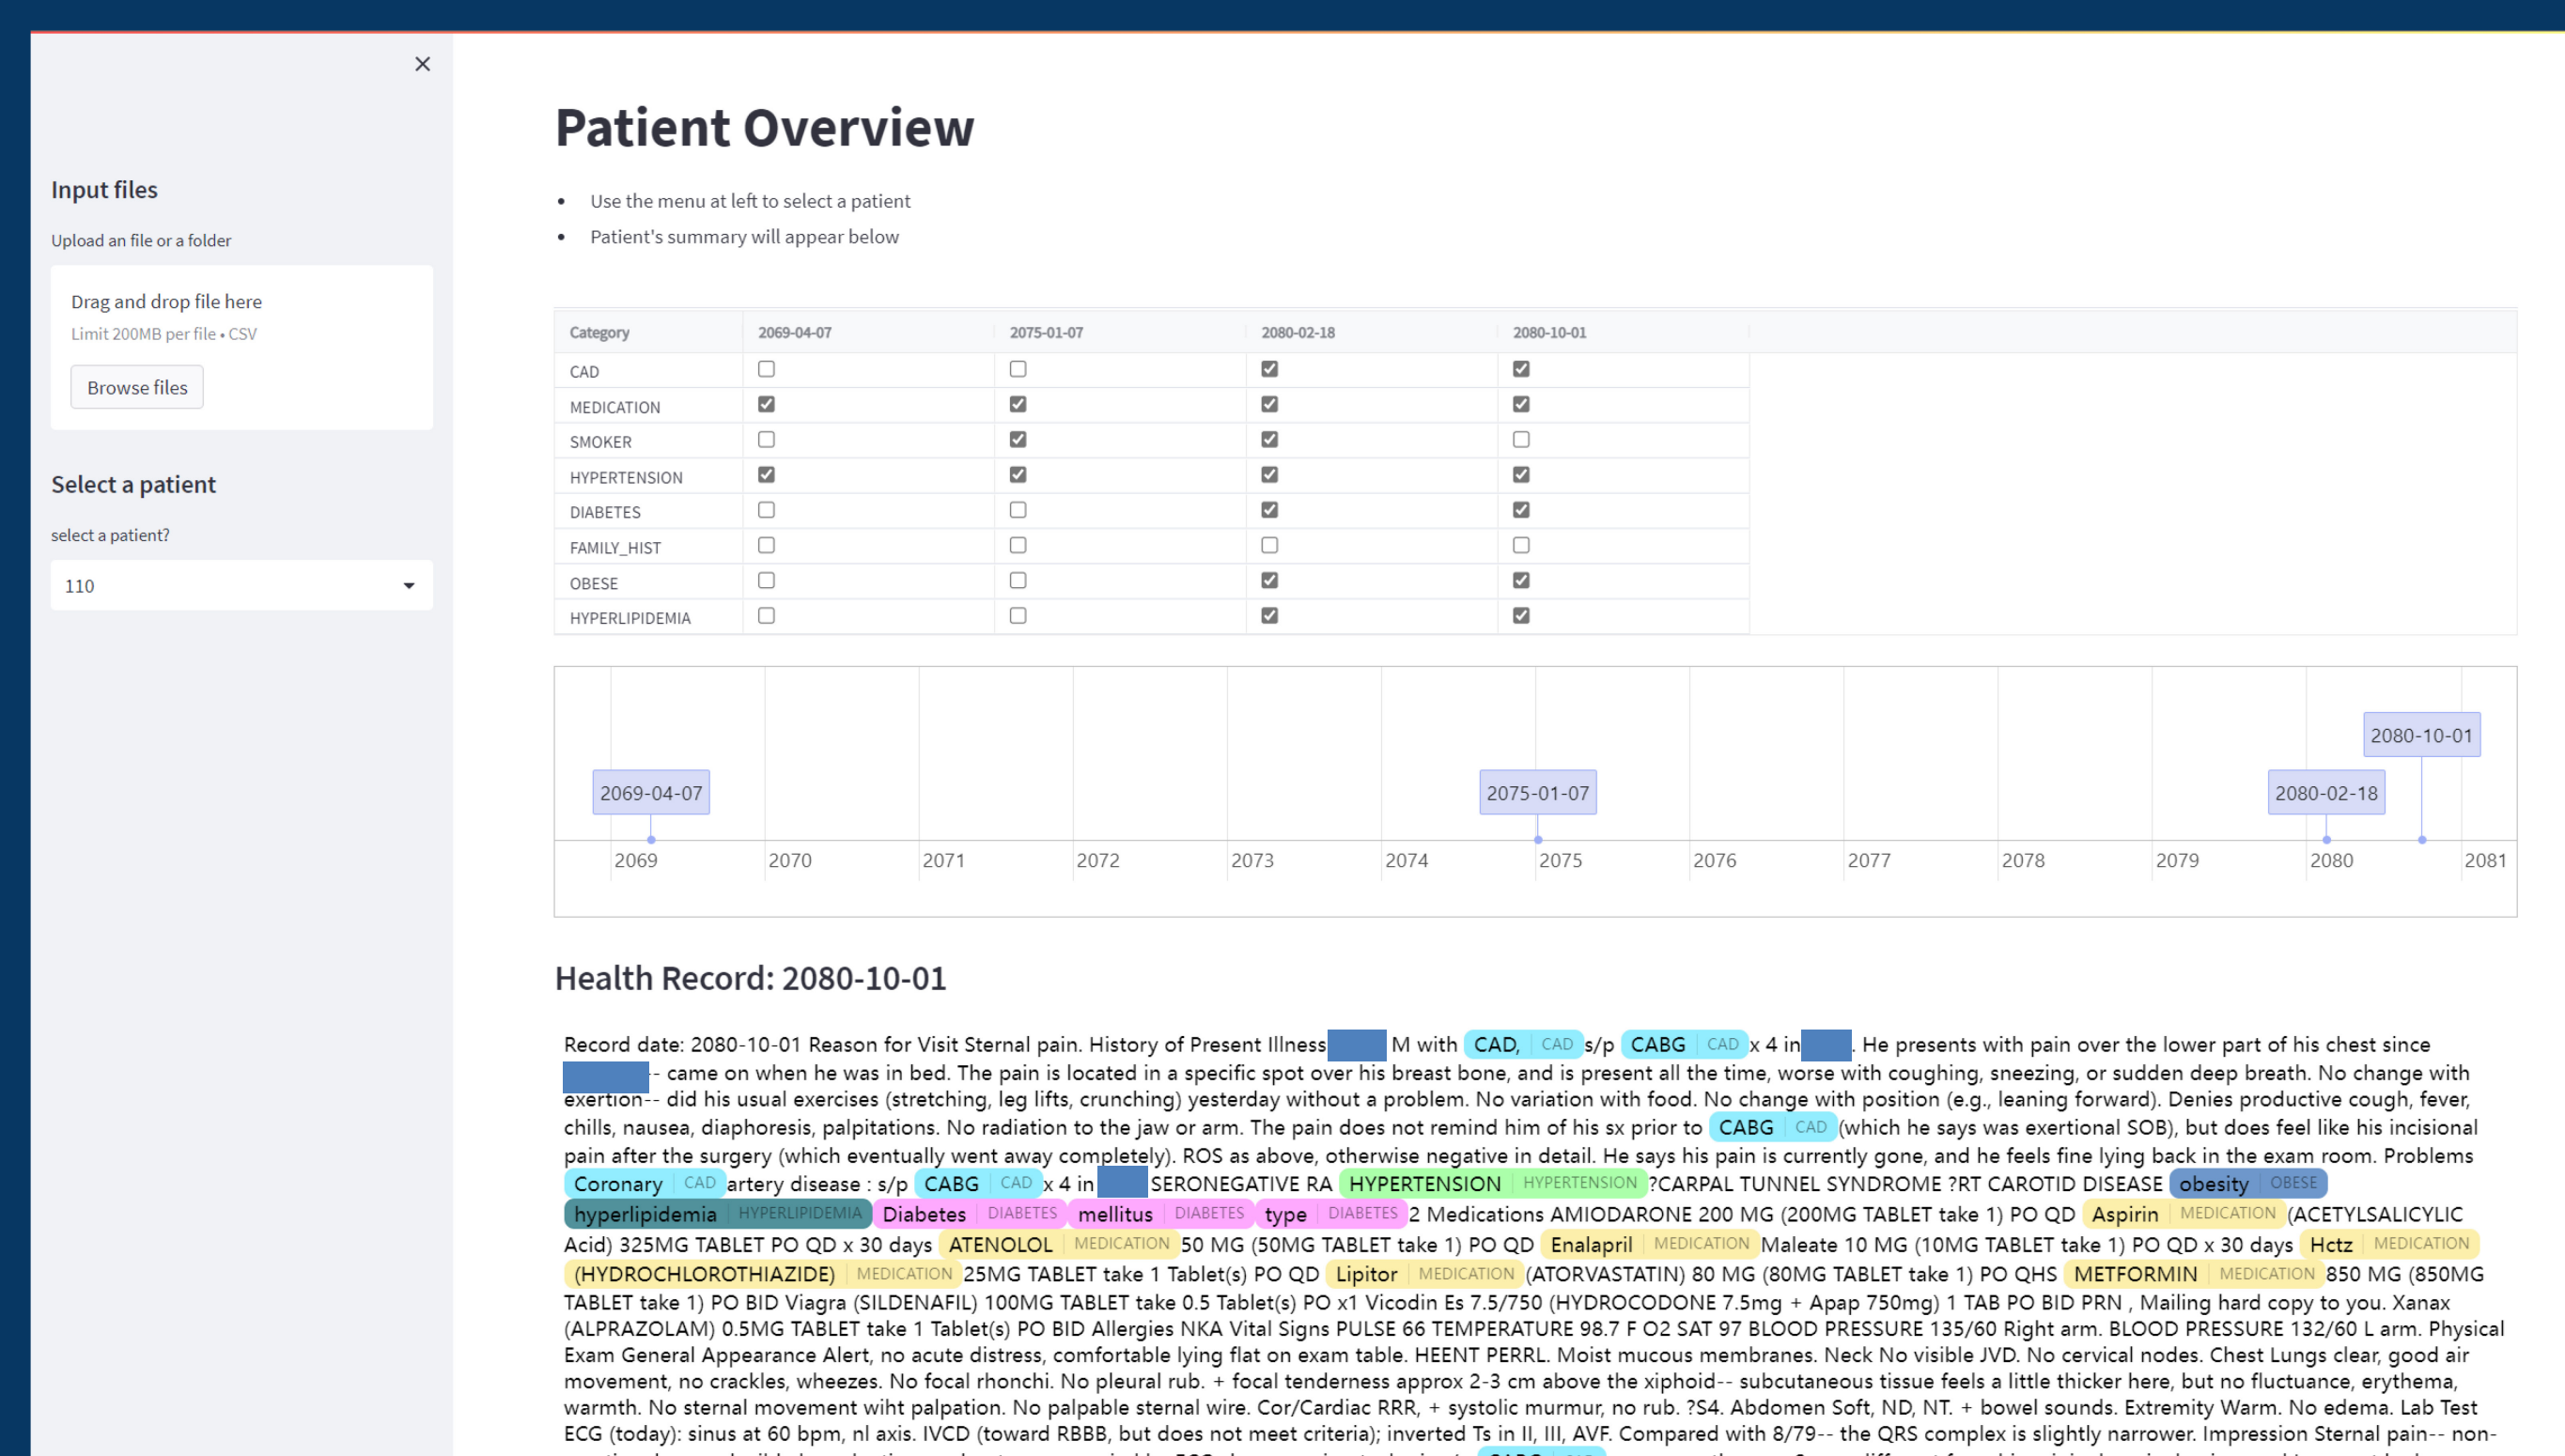 ×
Input files
Upload an file or a folder
Drag and drop file here
Limit 200MB per file • CSV
Browse files
Select a patient
select a patient?
110
Patient Overview
• Use the menu at left to select a patient
• Patient's summary will appear below
Category 2069-04-07 2075-01-07 2080-02-18 2080-10-01
CAD
MEDICATION
SMOKER
HYPERTENSION
DIABETES
FAMILY_HIST
OBESE
HYPERLIPIDEMIA
2080-10-01
2069-04-07 2075-01-07 2080-02-18
2069 2070 2071 2072 2073 2074 2075 2076 2077 2078 2079 2080 2081
Health Record: 2080-10-01
Record date: 2080-10-01 Reason for Visit Sternal pain. History of Present Illness M with CAD, CAD s/p CABG CAD x 4 in . He presents with pain over the lower part of his chest since
-- came on when he was in bed. The pain is located in a specific spot over his breast bone, and is present all the time, worse with coughing, sneezing, or sudden deep breath. No change with
exertion-- did his usual exercises (stretching, leg lifts, crunching) yesterday without a problem. No variation with food. No change with position (e.g., leaning forward). Denies productive cough, fever,
chills, nausea, diaphoresis, palpitations. No radiation to the jaw or arm. The pain does not remind him of his sx prior to CABG CAD (which he says was exertional SOB), but does feel like his incisional
pain after the surgery (which eventually went away completely). ROS as above, otherwise negative in detail. He says his pain is currently gone, and he feels fine lying back in the exam room. Problems
Coronary CAD artery disease : s/p CABG CAD x 4 in SERONEGATIVE RA HYPERTENSION HYPERTENSION ?CARPAL TUNNEL SYNDROME ?RT CAROTID DISEASE obesity OBESE
hyperlipidemia HYPERLIPIDEMIA Diabetes DIABETES mellitus DIABETES type DIABETES 2 Medications AMIODARONE 200 MG (200MG TABLET take 1) PO QD Aspirin MEDICATION (ACETYLSALICYLIC
Acid) 325MG TABLET PO QD x 30 days ATENOLOL MEDICATION 50 MG (50MG TABLET take 1) PO QD Enalapril MEDICATION Maleate 10 MG (10MG TABLET take 1) PO QD x 30 days Hctz MEDICATION
(HYDROCHLOROTHIAZIDE) MEDICATION 25MG TABLET take 1 Tablet(s) PO QD Lipitor MEDICATION (ATORVASTATIN) 80 MG (80MG TABLET take 1) PO QHS METFORMIN MEDICATION 850 MG (850MG
TABLET take 1) PO BID Viagra (SILDENAFIL) 100MG TABLET take 0.5 Tablet(s) PO x1 Vicodin Es 7.5/750 (HYDROCODONE 7.5mg + Apap 750mg) 1 TAB PO BID PRN , Mailing hard copy to you. Xanax
(ALPRAZOLAM) 0.5MG TABLET take 1 Tablet(s) PO BID Allergies NKA Vital Signs PULSE 66 TEMPERATURE 98.7 F O2 SAT 97 BLOOD PRESSURE 135/60 Right arm. BLOOD PRESSURE 132/60 L arm. Physical
Exam General Appearance Alert, no acute distress, comfortable lying flat on exam table. HEENT PERRL. Moist mucous membranes. Neck No visible JVD. No cervical nodes. Chest Lungs clear, good air
movement, no crackles, wheezes. No focal rhonchi. No pleural rub. + focal tenderness approx 2-3 cm above the xiphoid-- subcutaneous tissue feels a little thicker here, but no fluctuance, erythema,
warmth. No sternal movement wiht palpation. No palpable sternal wire. Cor/Cardiac RRR, + systolic murmur, no rub. ?S4. Abdomen Soft, ND, NT. + bowel sounds. Extremity Warm. No edema. Lab Test
ECG (today): sinus at 60 bpm, nl axis. IVCD (toward RBBB, but does not meet criteria); inverted Ts in II, III, AVF. Compared with 8/79-- the QRS complex is slightly narrower. Impression Sternal pain-- non-